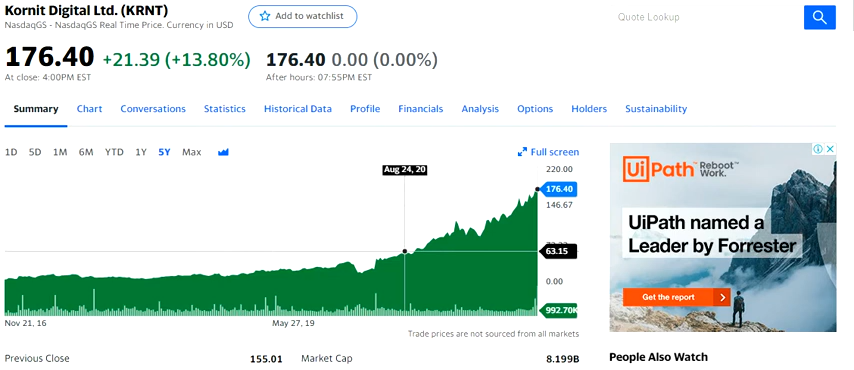 Kornit Digital Ltd. (KRNT)
NasdaqGS - NasdaqGS Real Time Price. Currency in USD
Add to watchlist
Quote Lookup
176.40 +21.39 (+13.80%) 176.40 0.00 (0.00%)
At close: 4:00PM EST After hours: 07:55PM EST
Summary Chart Conversations Statistics Historical Data Profile Financials Analysis Options Holders Sustainability
1D 5D 1M 6M YTD 1Y 5Y Max Full screen
Aug 24, 20
220.00
176.40
146.67
63.15
0.00
992.70K
Nov 21, 16 May 27, 19
Trade prices are not sourced from all markets
Previous Close 155.01 Market Cap 8.199B
UiPath™ Reboot Work.™
UiPath named a
Leader by Forrester
Get the report
People Also Watch